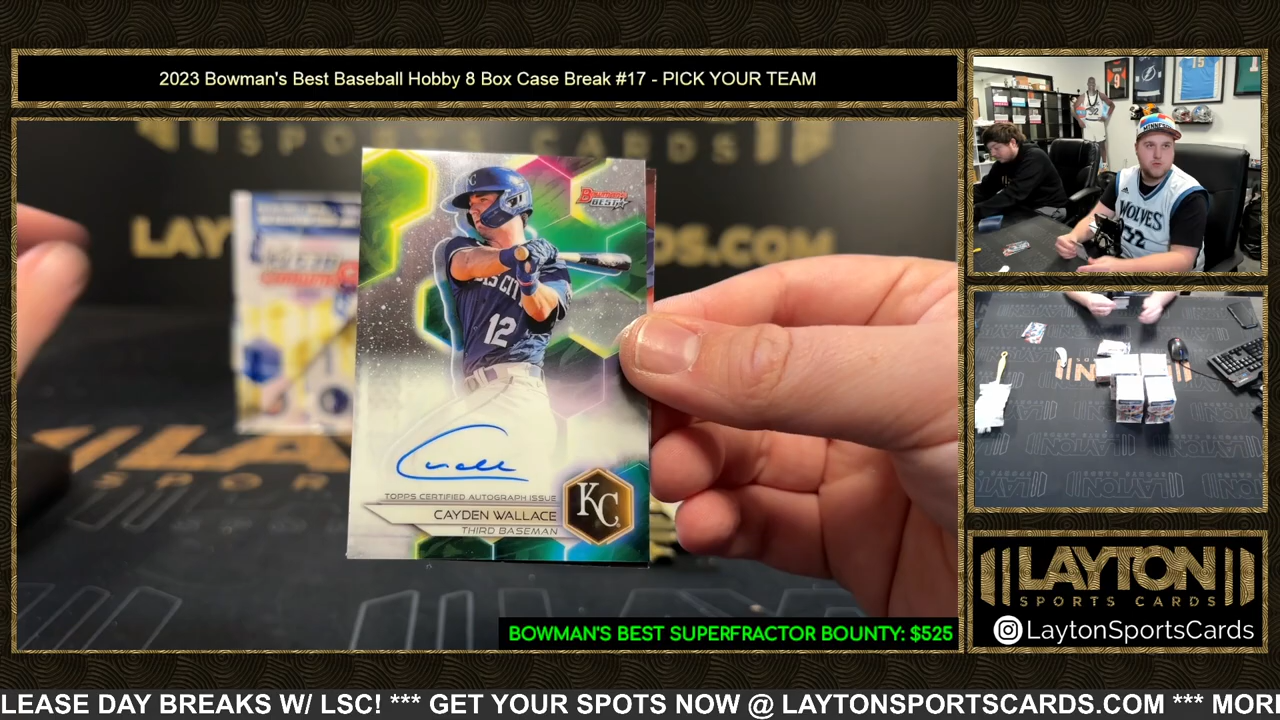 2023 Bowman's Best Baseball Hobby 8 Box Case Break #17 - PICK YOUR TEAM
BOWMAN'S BEST
12
TOPPS CERTIFIED AUTOGRAPH ISSUE
CAYDEN WALLACE
THIRD BASEMAN
KC
BOWMAN'S BEST SUPERFRACTOR BOUNTY: $525
WOLVES
32
LAYTON
SPORTS CARDS
LaytonSportsCards
LEASE DAY BREAKS W/ LSC! *** GET YOUR SPOTS NOW @ LAYTONSPORTSCARDS.COM *** MORE